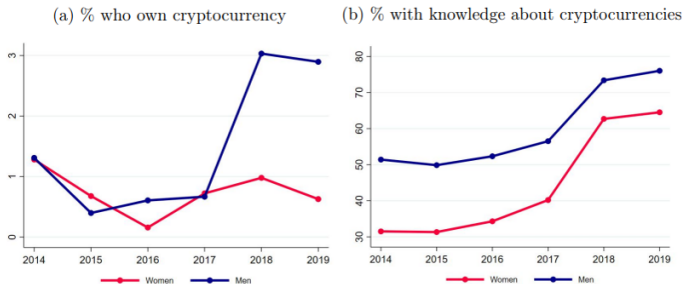 (a) % who own cryptocurrency
3
2
1
0
2014 2015 2016 2017 2018 2019
Women Men
(b) % with knowledge about cryptocurrencies
80
70
60
50
40
30
2014 2015 2016 2017 2018 2019
Women Men